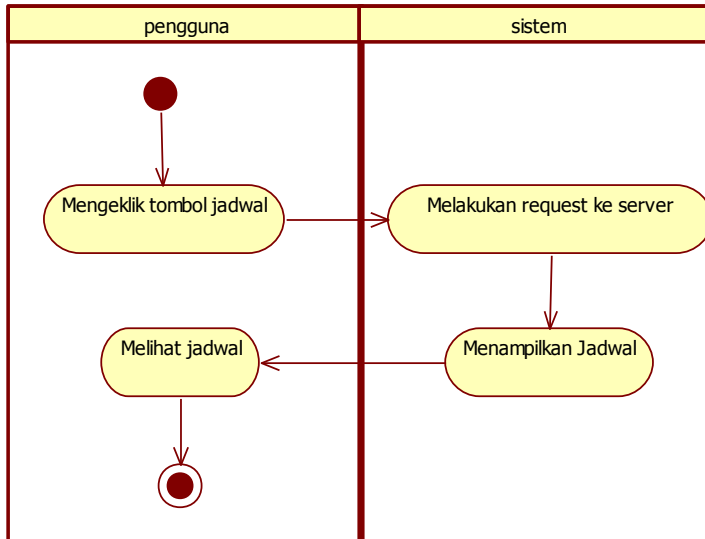 pengguna
sistem
Mengeklik tombol jadwal
Melakukan request ke server
Melihat jadwal
Menampilkan Jadwal